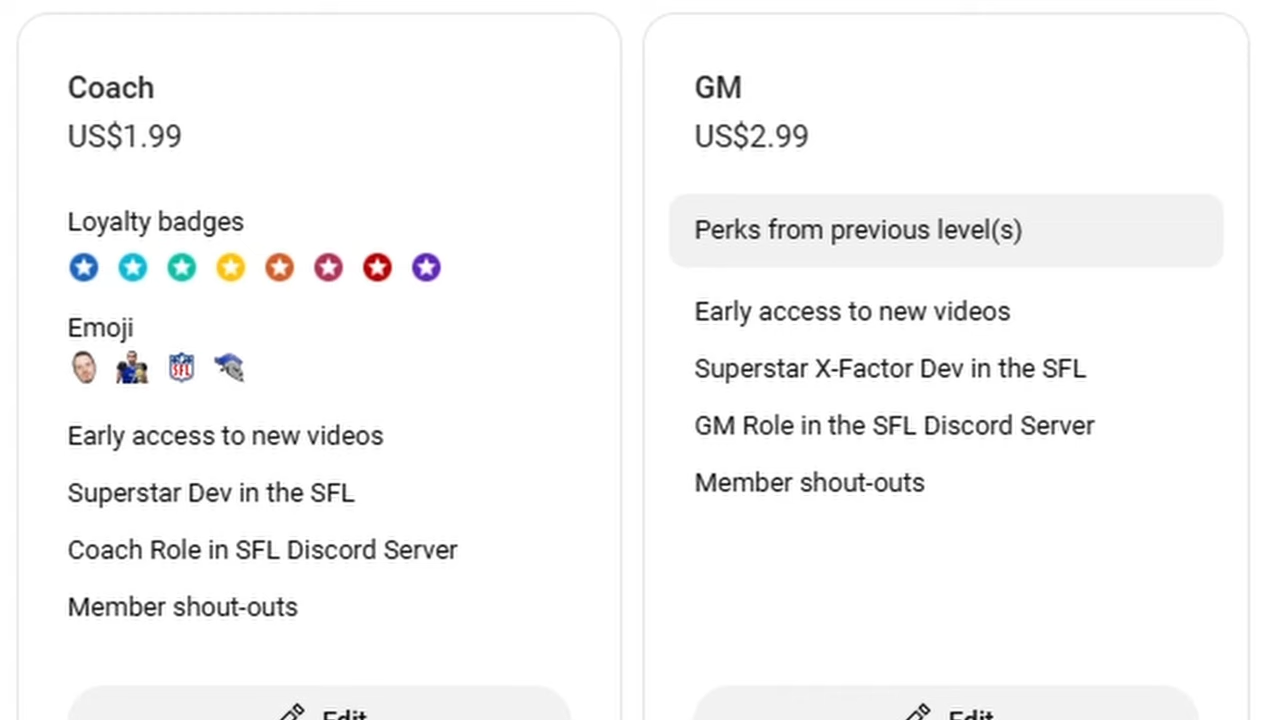 Coach
US$1.99
Loyalty badges
Emoji
SFL
Early access to new videos
Superstar Dev in the SFL
Coach Role in SFL Discord Server
Member shout-outs
Edit
GM
US$2.99
Perks from previous level(s)
Early access to new videos
Superstar X-Factor Dev in the SFL
GM Role in the SFL Discord Server
Member shout-outs
Edit